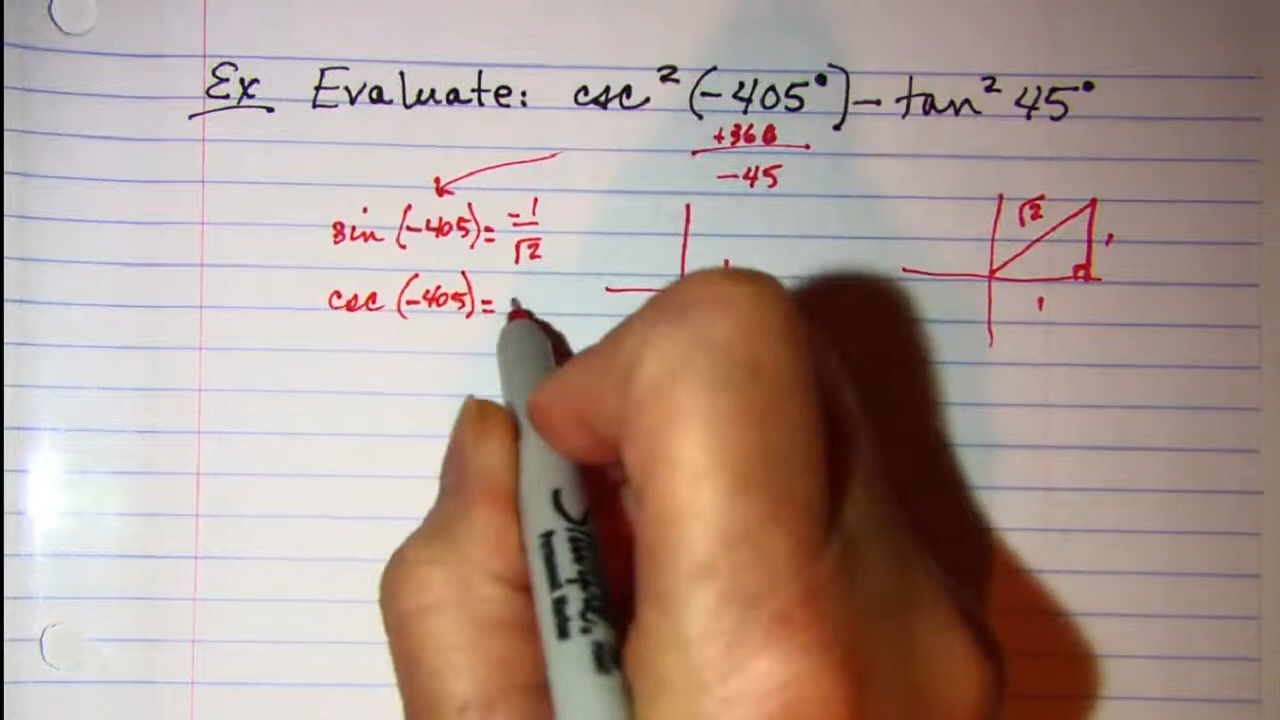 Ex Evaluate: csc²(-405°) - tan² 45°
+360
-45
sin (-405) = -1/√2
csc (-405) =
√2
1
1